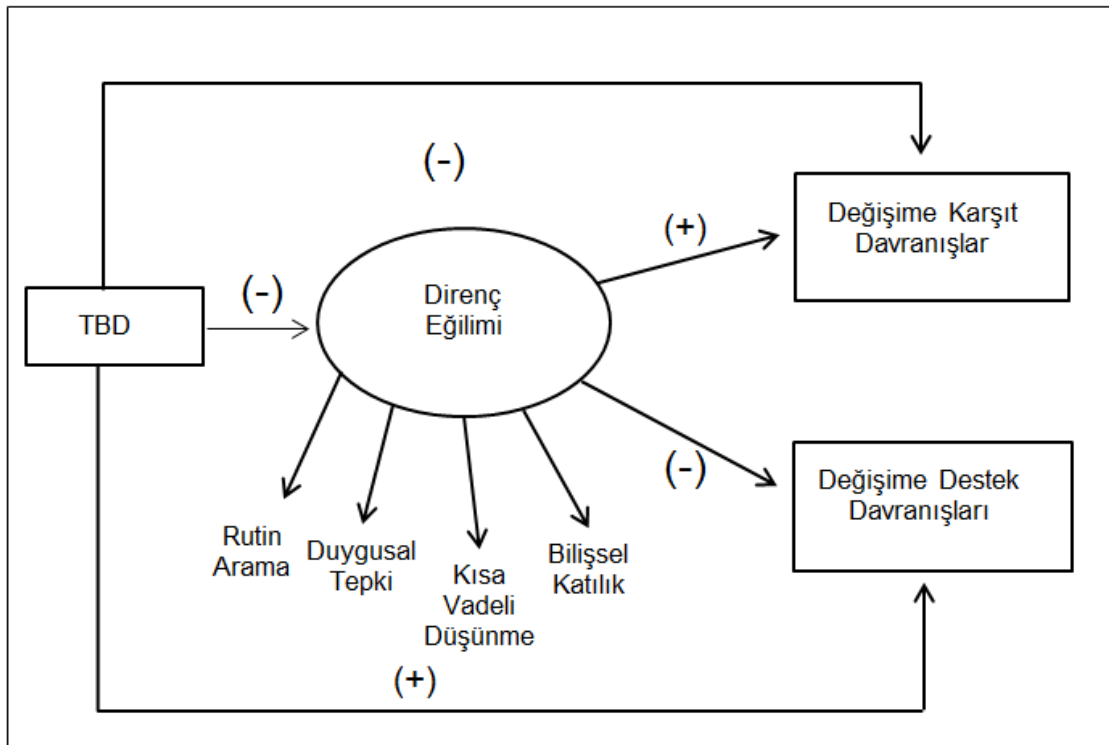 (-)
Değişime Karşıt
Davranışlar
(+)
(-)
TBD
Direnç
Eğilimi
(-)
Değişime Destek
Davranışları
Rutin
Arama
Duygusal
Tepki
Kısa
Vadeli
Düşünme
Bilişsel
Katılık
(+)